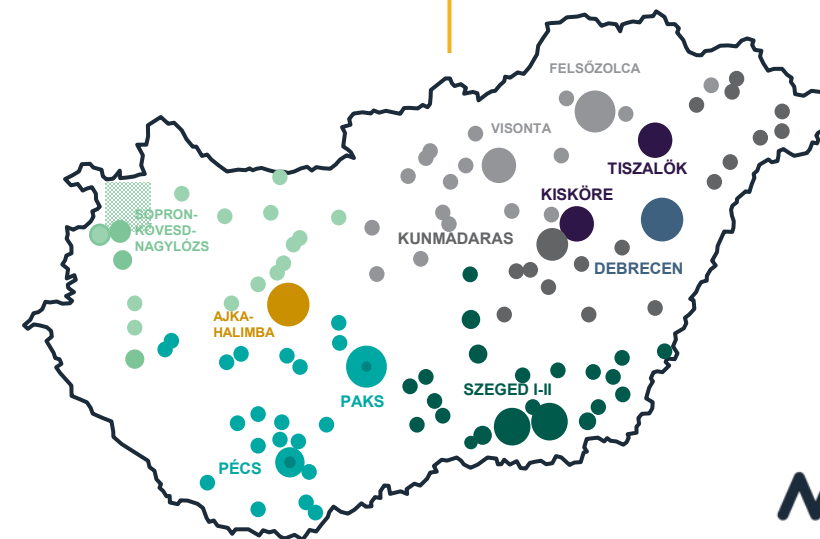 FELSŐZOLCA
VISONTA
TISZALÖK
KISKÖRE
SOPRON-
KÖVESD-
NAGYLÓZS
KUNMADARAS
DEBRECEN
AJKA-
HALIMBA
SZEGED I-II
PAKS
PÉCS